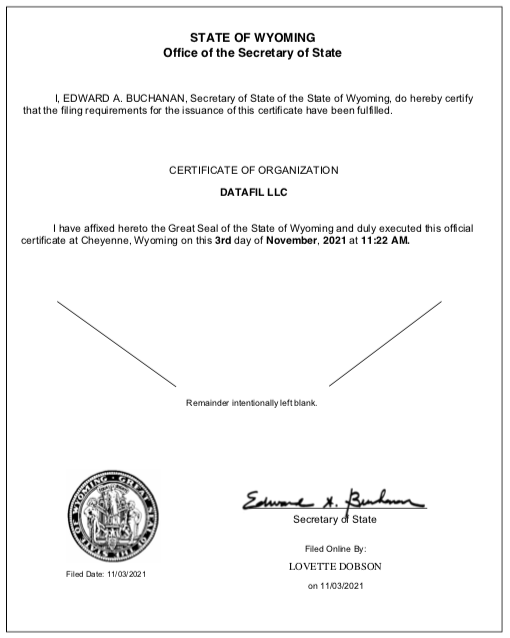 STATE OF WYOMING
Office of the Secretary of State
I, EDWARD A. BUCHANAN, Secretary of State of the State of Wyoming, do hereby certify
that the filing requirements for the issuance of this certificate have been fulfilled.
CERTIFICATE OF ORGANIZATION
DATAFIL LLC
I have affixed hereto the Great Seal of the State of Wyoming and duly executed this official
certificate at Cheyenne, Wyoming on this 3rd day of November, 2021 at 11:22 AM.
Remainder intentionally left blank.
GREAT SEAL OF THE STATE OF WYOMING
Edward A. Buchanan
Secretary of State
Filed Date: 11/03/2021
Filed Online By:
LOVETTE DOBSON
on 11/03/2021